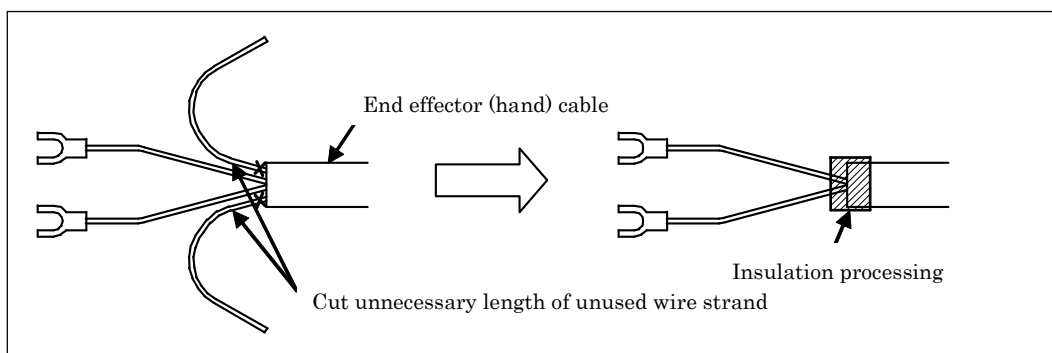 End effector (hand) cable
Insulation processing
Cut unnecessary length of unused wire strand